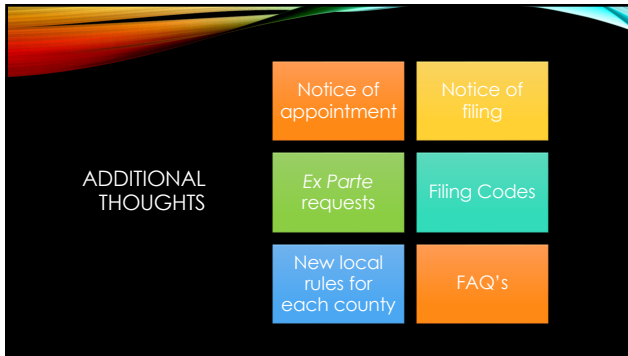 ADDITIONAL
THOUGHTS
Notice of
appointment
Notice of
filing
Ex Parte
requests
Filing Codes
New local
rules for
each county
FAQ's